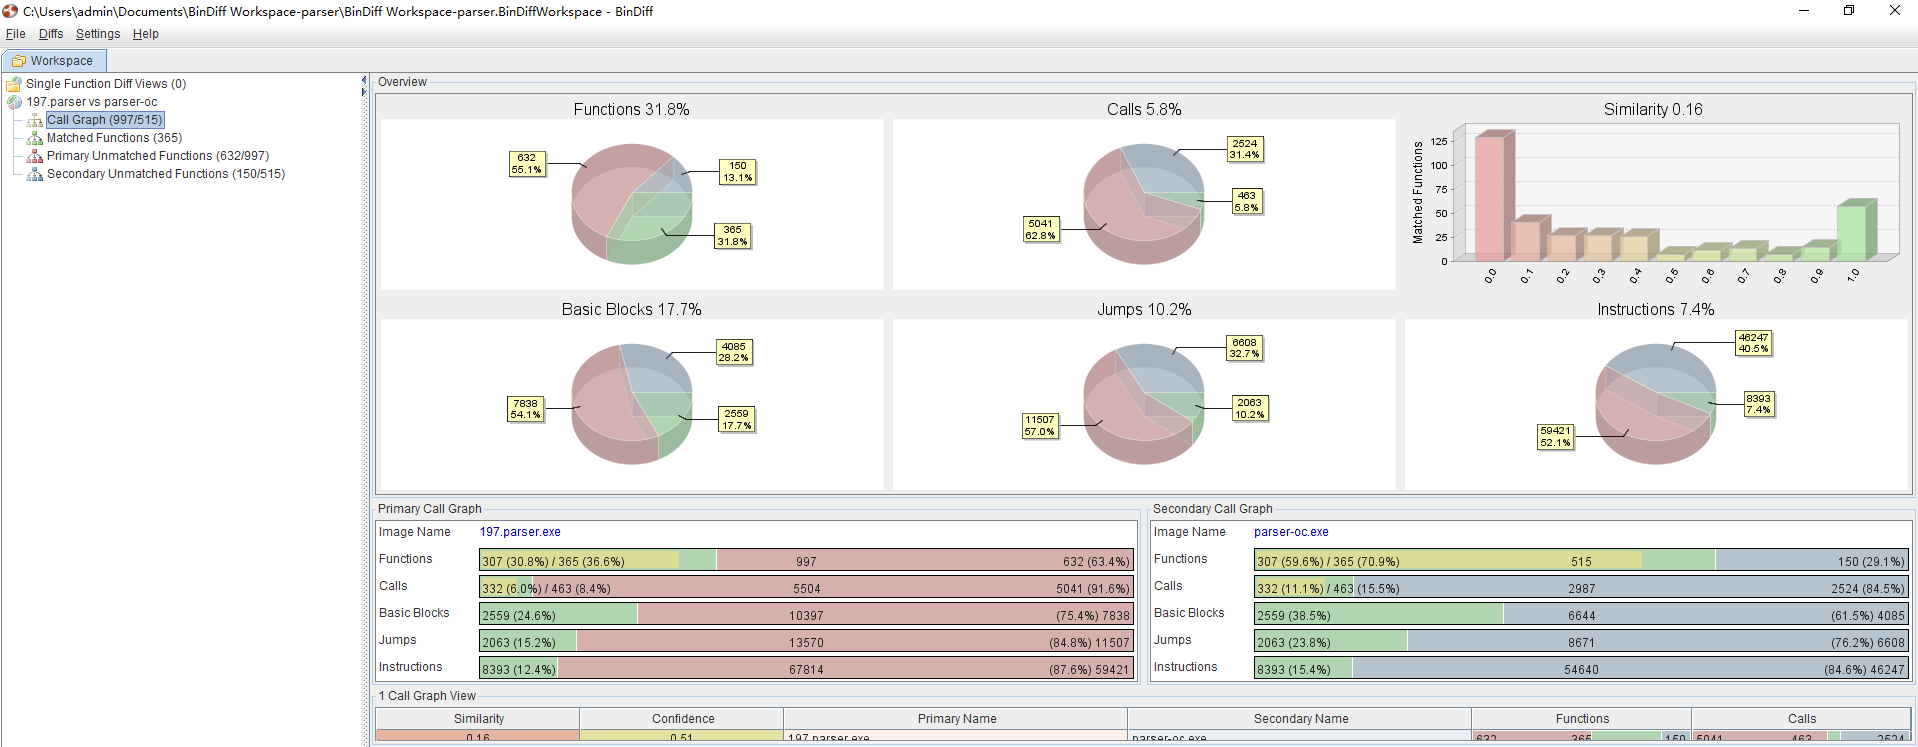 C:\Users\admin\Documents\BinDiff Workspace-parser\BinDiff Workspace-parser.BinDiffWorkspace - BinDiff
File Diffs Settings Help
Workspace
Single Function Diff Views (0)
197.parser vs parser-oc
Call Graph (997/515)
Matched Functions (365)
Primary Unmatched Functions (632/997)
Secondary Unmatched Functions (150/515)
Overview
Functions 31.8%
632
55.1%
150
13.1%
365
31.8%
Calls 5.8%
2524
31.4%
463
5.8%
5041
62.8%
Similarity 0.16
Matched Functions
125
100
75
50
25
0
0.0 0.1 0.2 0.3 0.4 0.5 0.6 0.7 0.8 0.9 1.0
Basic Blocks 17.7%
4085
28.2%
7838
54.1%
2559
17.7%
Jumps 10.2%
6608
32.7%
2063
10.2%
11507
57.0%
Instructions 7.4%
46247
40.5%
8393
7.4%
59421
52.1%
Primary Call Graph
Image Name 197.parser.exe
Functions 307 (30.8%) / 365 (36.6%) 997 632 (63.4%)
Calls 332 (6.0%) / 463 (8.4%) 5504 5041 (91.6%)
Basic Blocks 2559 (24.6%) 10397 (75.4%) 7838
Jumps 2063 (15.2%) 13570 (84.8%) 11507
Instructions 8393 (12.4%) 67814 (87.6%) 59421
Secondary Call Graph
Image Name parser-oc.exe
Functions 307 (59.6%) / 365 (70.9%) 515 150 (29.1%)
Calls 332 (11.1%) / 463 (15.5%) 2987 2524 (84.5%)
Basic Blocks 2559 (38.5%) 6644 (61.5%) 4085
Jumps 2063 (23.8%) 8671 (76.2%) 6608
Instructions 8393 (15.4%) 54640 (84.6%) 46247
1 Call Graph View
Similarity Confidence Primary Name Secondary Name Functions Calls
0.16 0.51 197.parser.exe parser-oc.exe 632 365 150 5041 463 2524